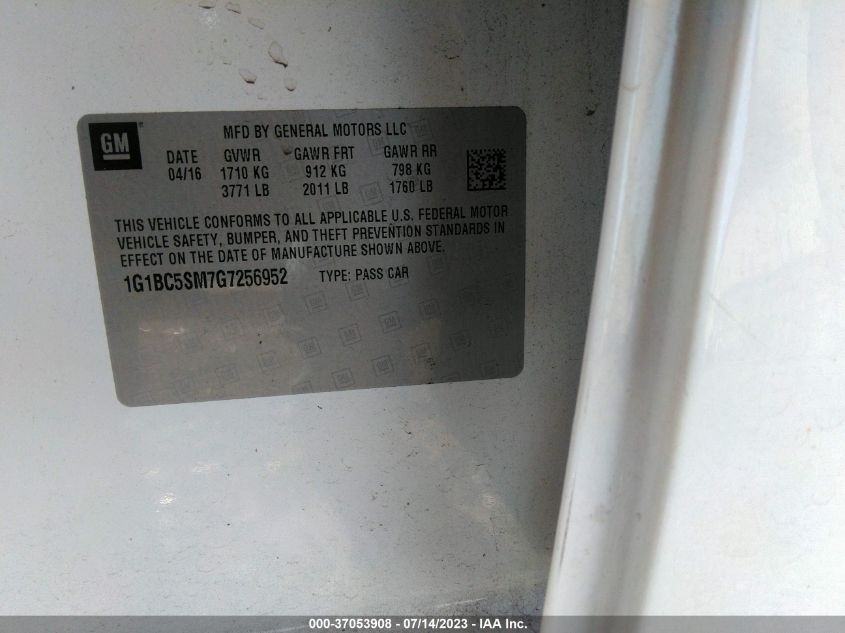 GM
MFD BY GENERAL MOTORS LLC
DATE GVWR GAWR FRT GAWR RR
04/16 1710 KG 912 KG 798 KG
3771 LB 2011 LB 1760 LB
THIS VEHICLE CONFORMS TO ALL APPLICABLE U.S. FEDERAL MOTOR
VEHICLE SAFETY, BUMPER, AND THEFT PREVENTION STANDARDS IN
EFFECT ON THE DATE OF MANUFACTURE SHOWN ABOVE.
1G1BC5SM7G7256952 TYPE: PASS CAR
000-37053908 - 07/14/2023 - IAA Inc.